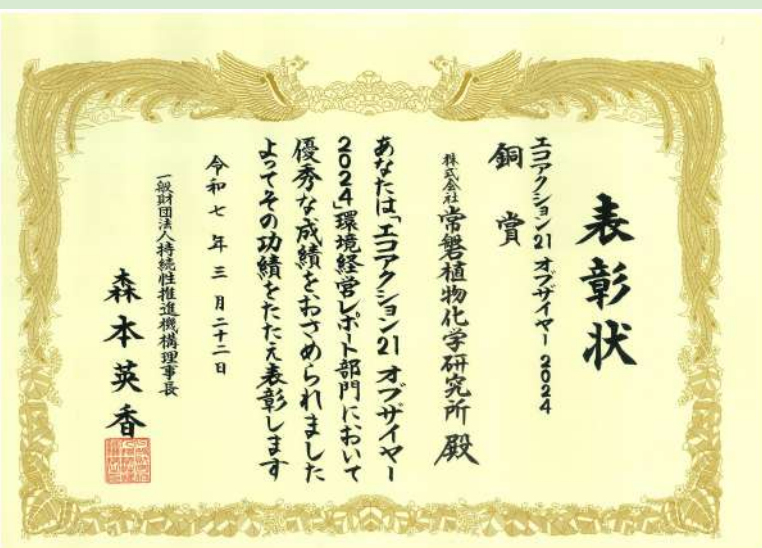 表彰状
エコアクション21 オブザイヤー 2024
銅賞
株式会社 常磐植物化学研究所 殿
あなたは「エコアクション21 オブザイヤー
2024」環境経営レポート部門において
優秀な成績をおさめられました
よってその功績をたたえ表彰します
令和七年三月二十二日
一般財団法人持続性推進機構理事長
森本英香